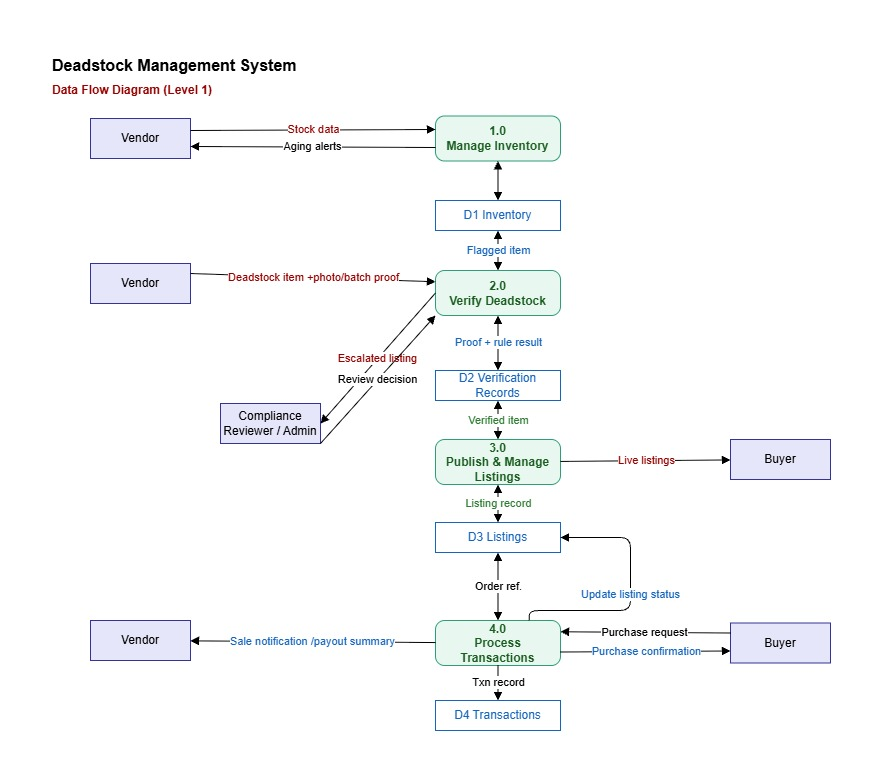 Deadstock Management System
Data Flow Diagram (Level 1)
Vendor
Stock data
Aging alerts
1.0
Manage Inventory
D1 Inventory
Flagged item
Vendor
Deadstock item +photo/batch proof
2.0
Verify Deadstock
Proof + rule result
Escalated listing
Review decision
D2 Verification
Records
Compliance
Reviewer / Admin
Verified item
3.0
Publish & Manage
Listings
Live listings
Buyer
Listing record
D3 Listings
Order ref.
Update listing status
Vendor
Sale notification /payout summary
4.0
Process
Transactions
Purchase request
Purchase confirmation
Buyer
Txn record
D4 Transactions